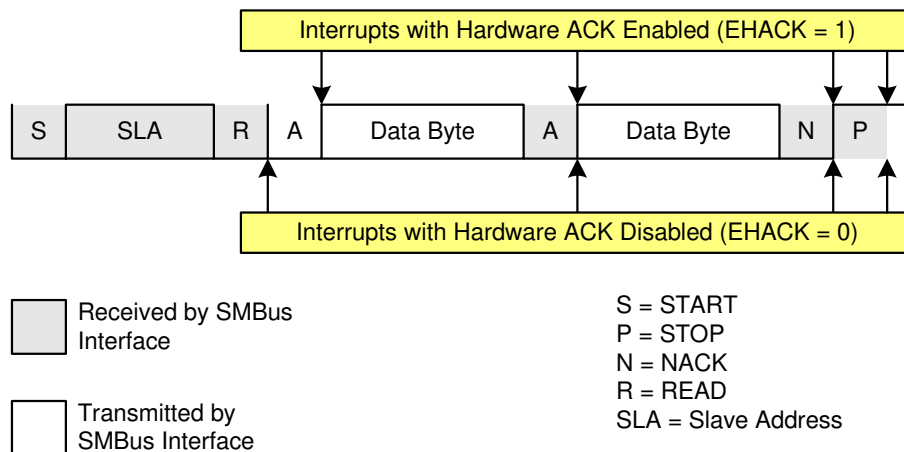 Interrupts with Hardware ACK Enabled (EHACK = 1)
S SLA R A Data Byte A Data Byte N P
Interrupts with Hardware ACK Disabled (EHACK = 0)
Received by SMBus
Interface
Transmitted by
SMBus Interface
S = START
P = STOP
N = NACK
R = READ
SLA = Slave Address